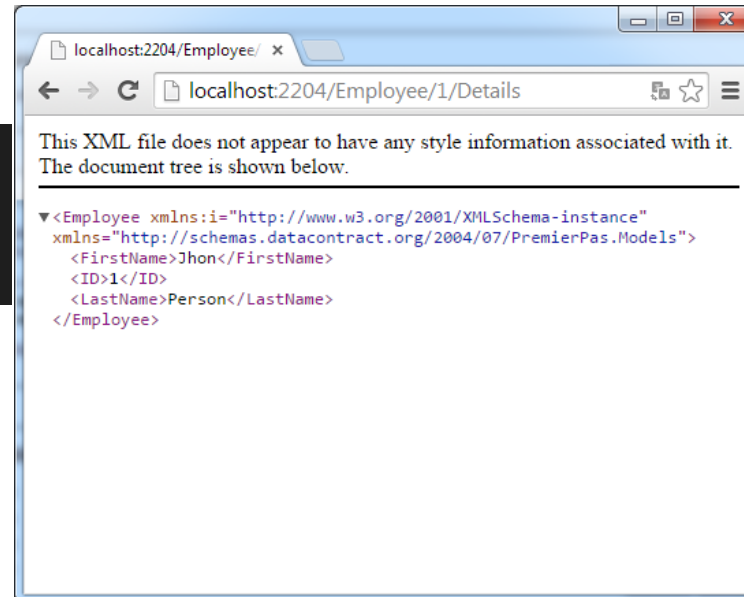 localhost:2204/Employee/
localhost:2204/Employee/1/Details
This XML file does not appear to have any style information associated with it.
The document tree is shown below.
▼<Employee xmlns:i="http://www.w3.org/2001/XMLSchema-instance"
xmlns="http://schemas.datacontract.org/2004/07/PremierPas.Models">
<FirstName>Jhon</FirstName>
<ID>1</ID>
<LastName>Person</LastName>
</Employee>